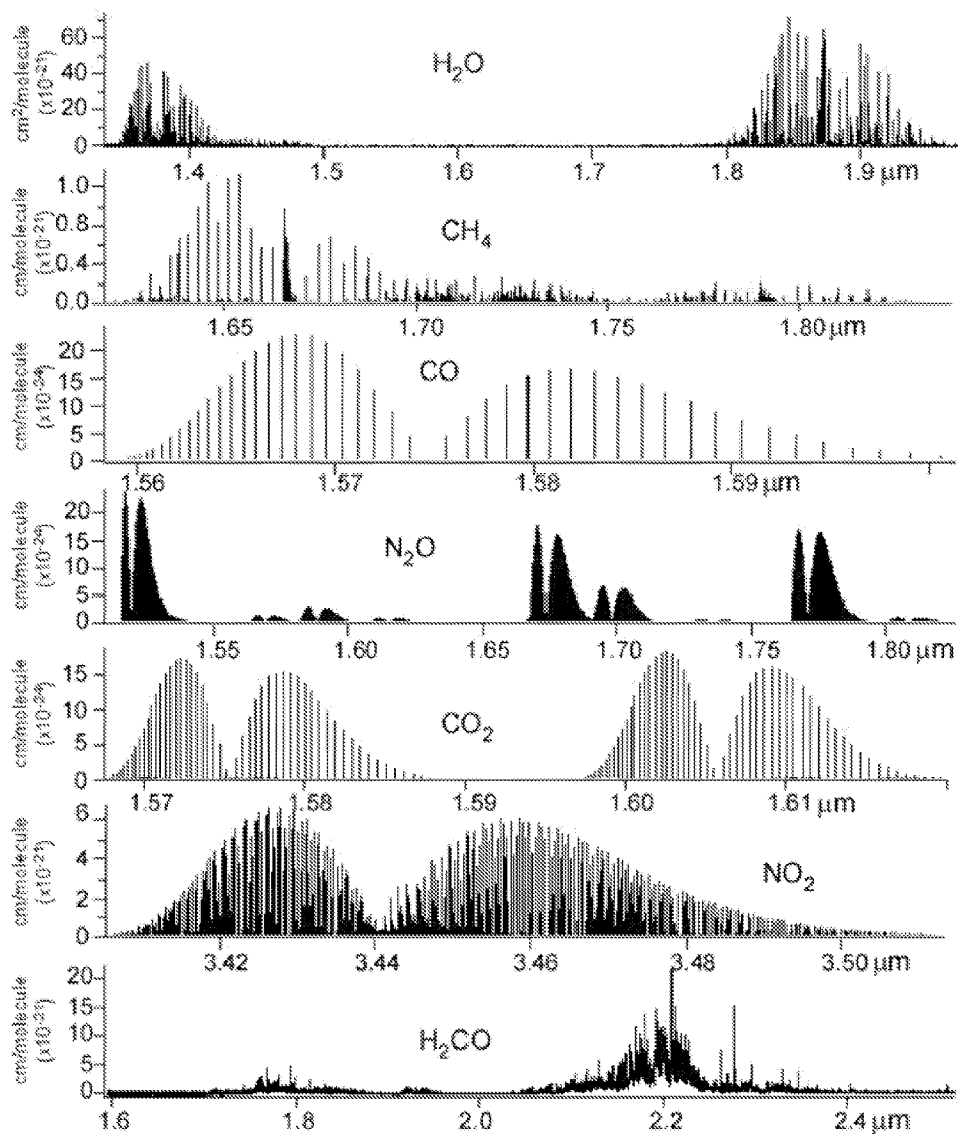 cm²/molecule
(x10⁻²¹)
60
40
20
0
H₂O
1.4 1.5 1.6 1.7 1.8 1.9 μm
cm/molecule
(x10⁻²¹)
1.0
0.8
0.4
0.0
CH₄
1.65 1.70 1.75 1.80 μm
cm/molecule
(x10⁻²⁴)
20
15
10
5
0
CO
1.56 1.57 1.58 1.59 μm
cm/molecule
(x10⁻²⁴)
20
15
10
5
0
N₂O
1.55 1.60 1.65 1.70 1.75 1.80 μm
cm/molecule
(x10⁻²⁴)
15
10
5
0
CO₂
1.57 1.58 1.59 1.60 1.61 μm
cm/molecule
(x10⁻²¹)
6
4
2
0
NO₂
3.42 3.44 3.46 3.48 3.50 μm
cm/molecule
(x10⁻²¹)
20
15
10
5
0
H₂CO
1.6 1.8 2.0 2.2 2.4 μm